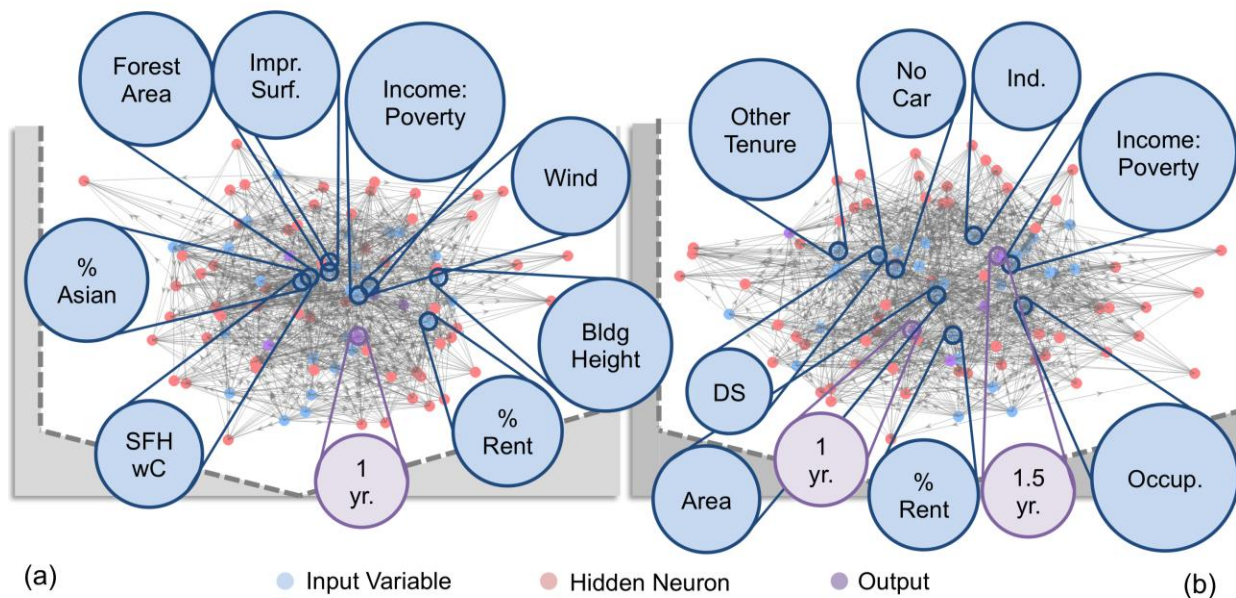 Forest
Area
Impr.
Surf.
Income:
Poverty
Wind
%
Asian
Bldg
Height
SFH
wC
1
yr.
%
Rent
(a)
No
Car
Ind.
Other
Tenure
Income:
Poverty
DS
Area
1
yr.
%
Rent
1.5
yr.
Occup.
(b)
Input Variable
Hidden Neuron
Output